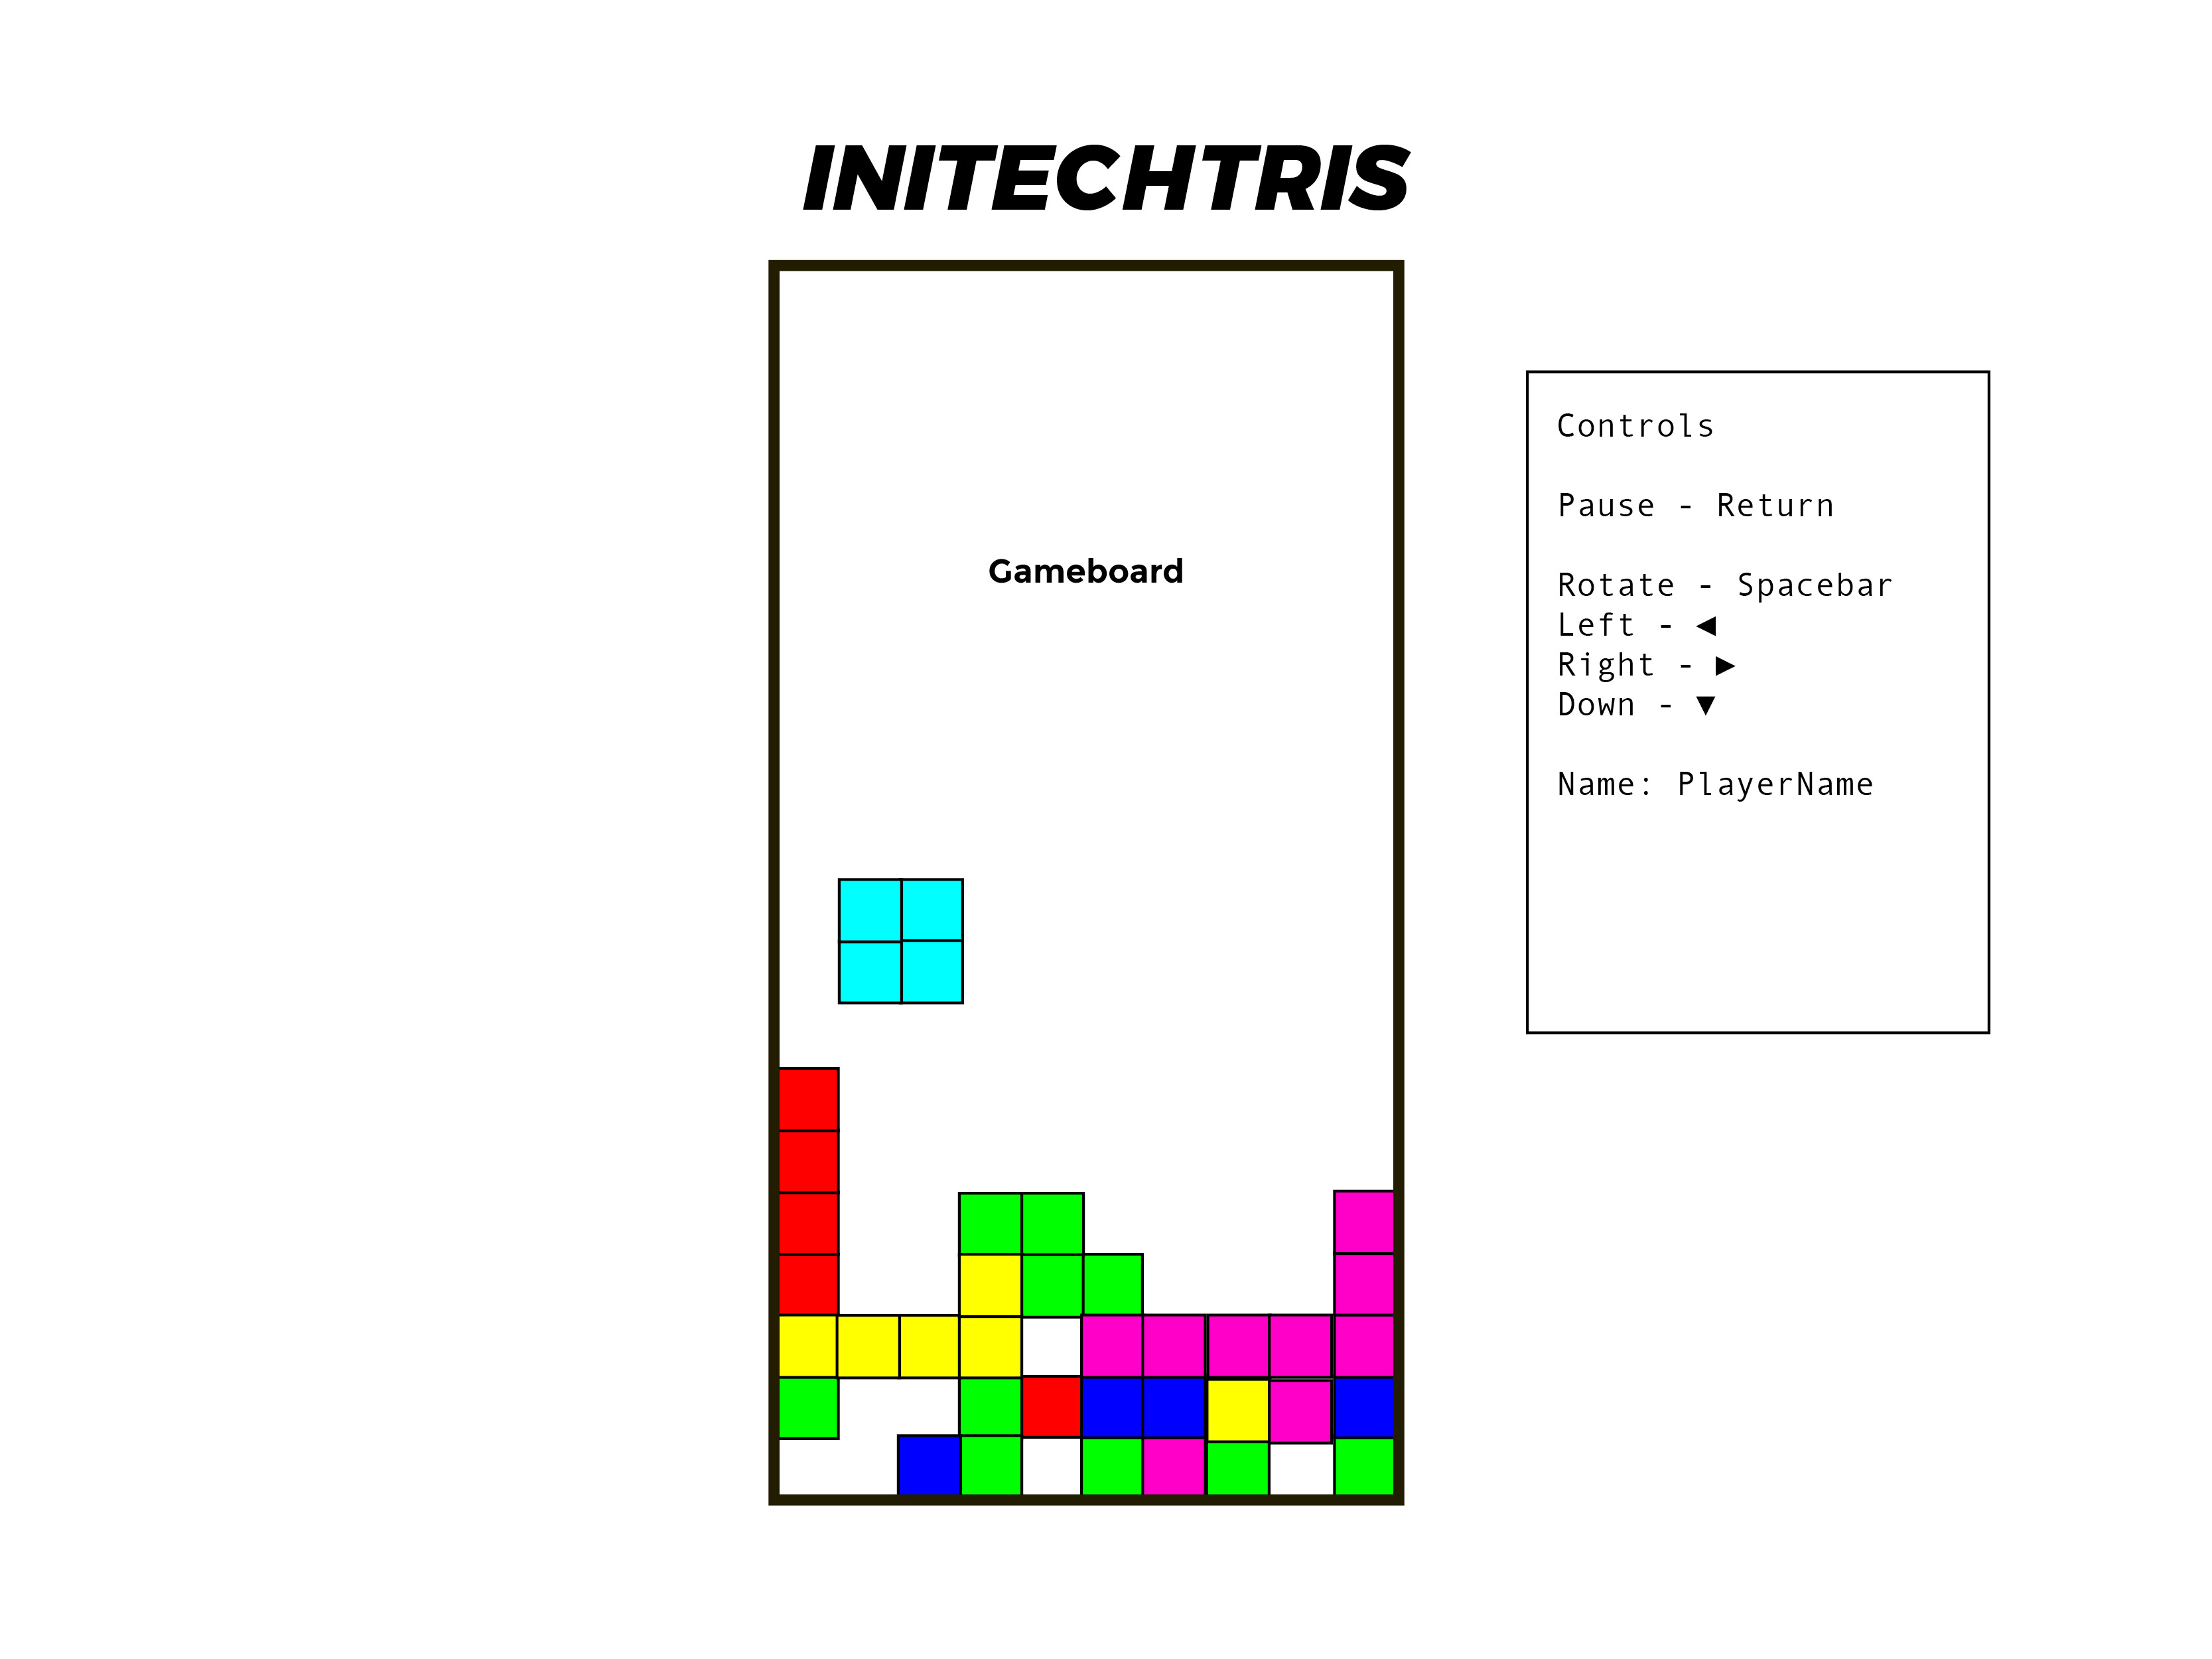 INITECHTRIS
Gameboard
Controls
Pause - Return
Rotate - Spacebar
Left - ◄
Right - ►
Down - ▼
Name: PlayerName